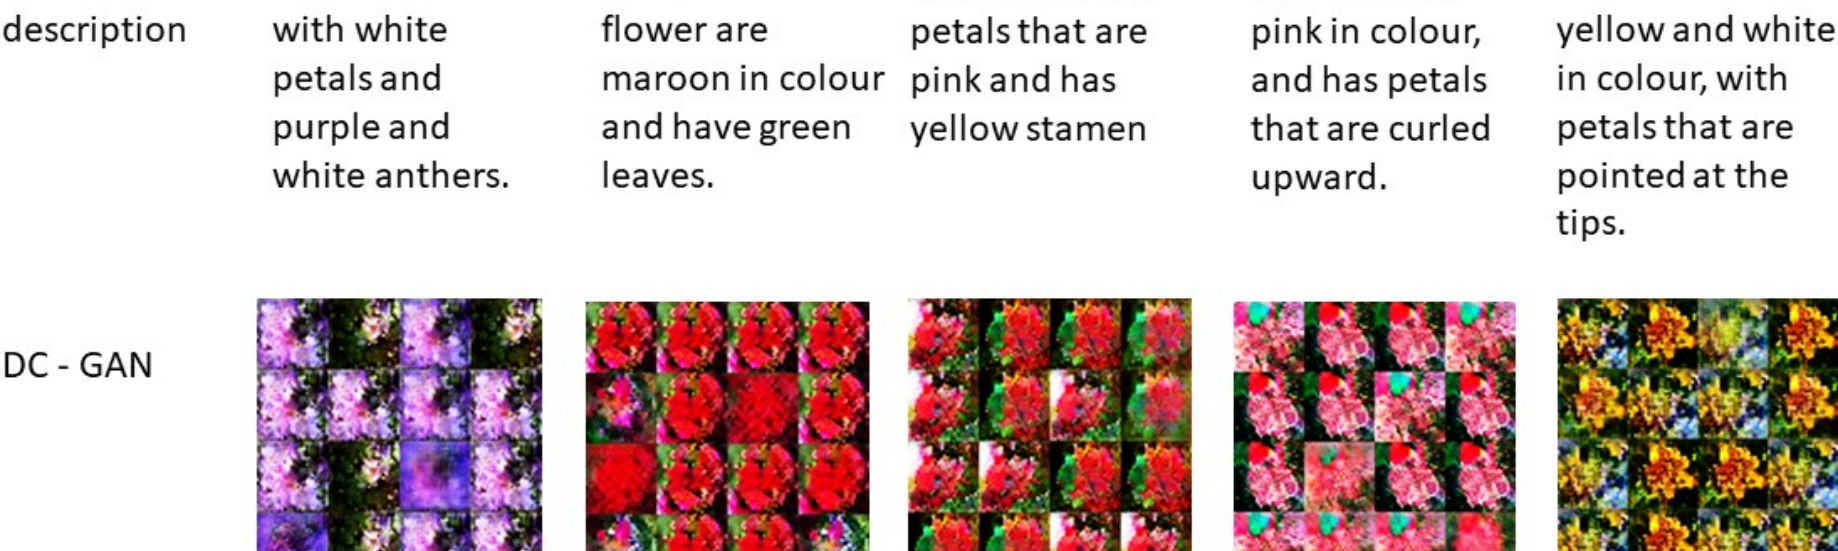 description
with white
petals and
purple and
white anthers.
flower are
maroon in colour
and have green
leaves.
petals that are
pink and has
yellow stamen
pink in colour,
and has petals
that are curled
upward.
yellow and white
in colour, with
petals that are
pointed at the
tips.
DC - GAN